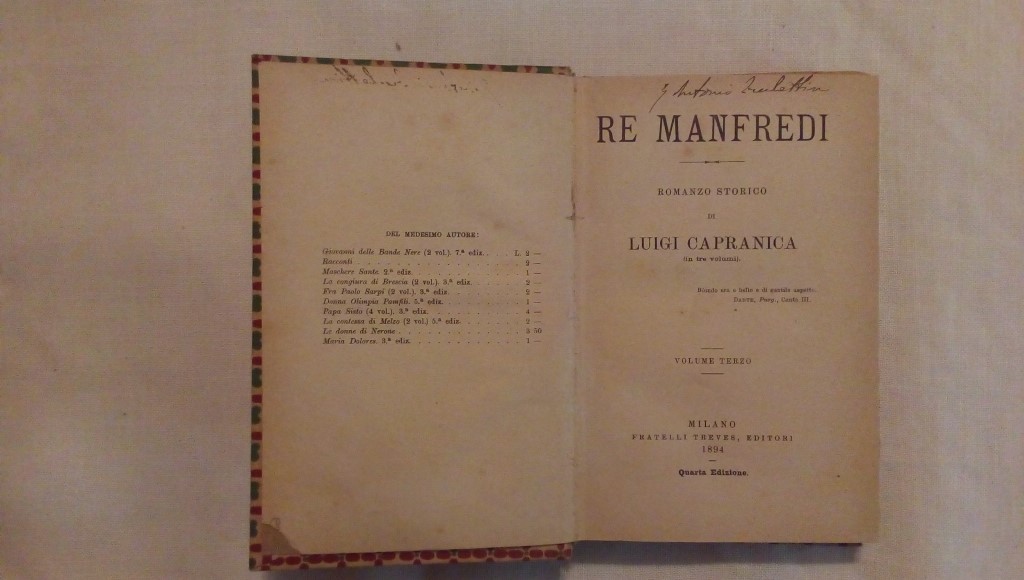 DEL MEDESIMO AUTORE:
Giovanni delle Bande Nere (2 vol.). 7.ª ediz. . . L. 2 —
Racconti . . . . . . . . . . . . . . . . 2 —
Maschere Sante 2.ª ediz. . . . . . . . . . . 1 —
La congiura di Brescia (2 vol.). 3.ª ediz. . . . . . 2 —
Fra Paolo Sarpi (2 vol.). 3.ª ediz. . . . . . . . 2 —
Donna Olimpia Pamfili. 5.ª ediz. . . . . . . . . 1 —
Papa Sisto (4 vol.). 3.ª ediz. . . . . . . . . . 4 —
La contessa di Melzo (2 vol) 5.ª ediz. . . . . . . 2 —
Le donne di Nerone . . . . . . . . . . . . 3 50
Maria Dolores. 3.ª ediz. . . . . . . . . . . 1 —
Antonio
RE MANFREDI
ROMANZO STORICO
DI
LUIGI CAPRANICA
(in tre volumi).
Biondo era e bello e di gentile aspetto.
DANTE, Purg., Canto III.
VOLUME TERZO
MILANO
FRATELLI TREVES, EDITORI
1894
Quarta Edizione.